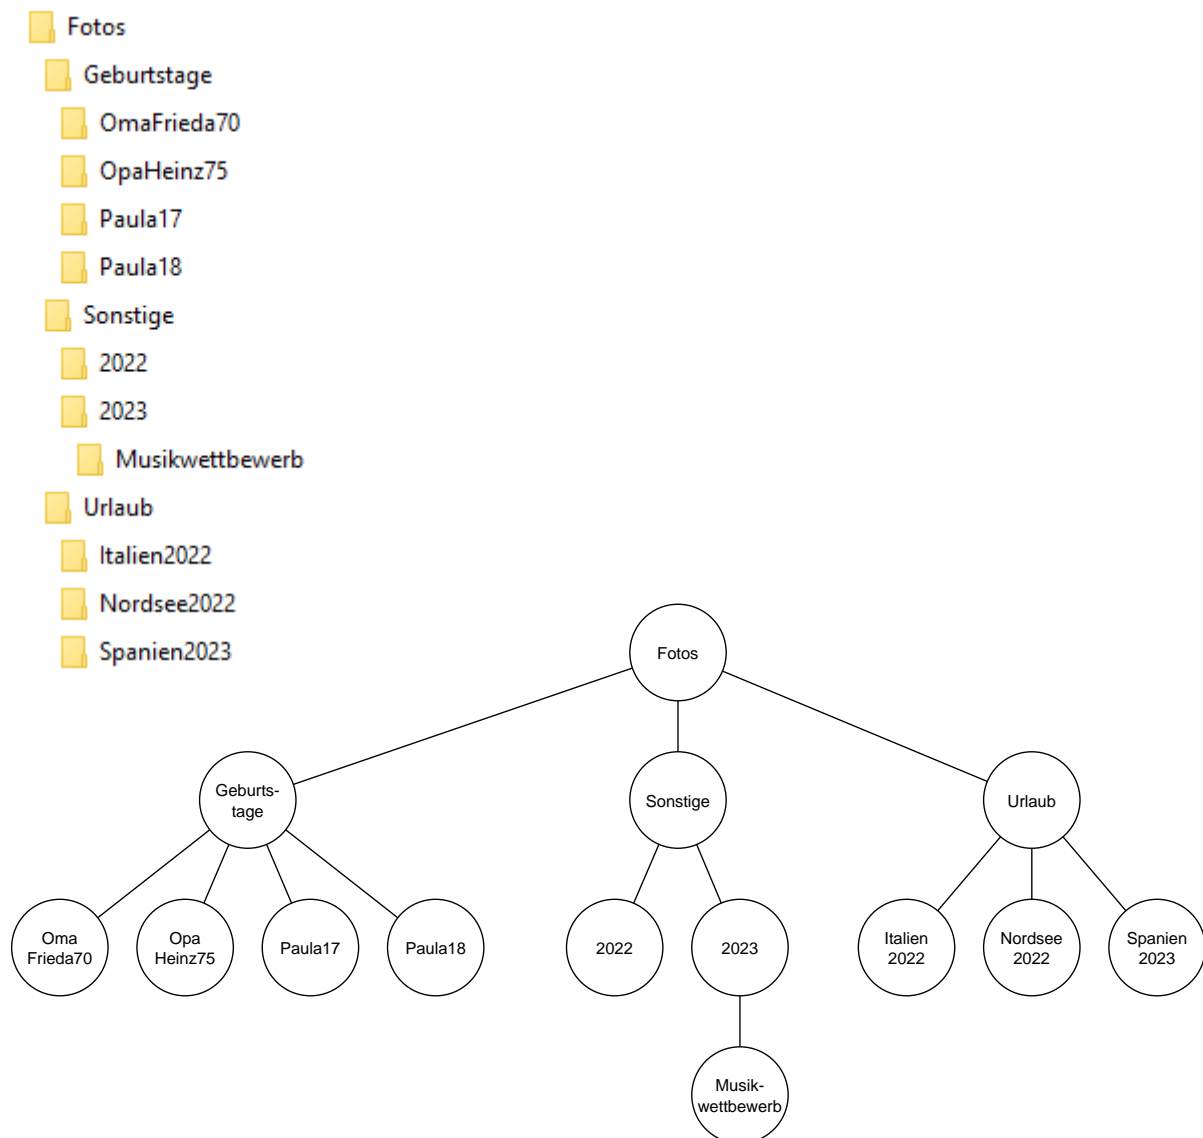 Fotos
Geburtstage
OmaFrieda70
OpaHeinz75
Paula17
Paula18
Sonstige
2022
2023
Musikwettbewerb
Urlaub
Italien2022
Nordsee2022
Spanien2023
Fotos
Geburts-
tage
Sonstige
Urlaub
Oma
Frieda70
Opa
Heinz75
Paula17
Paula18
2022
2023
Italien
2022
Nordsee
2022
Spanien
2023
Musik-
wettbewerb